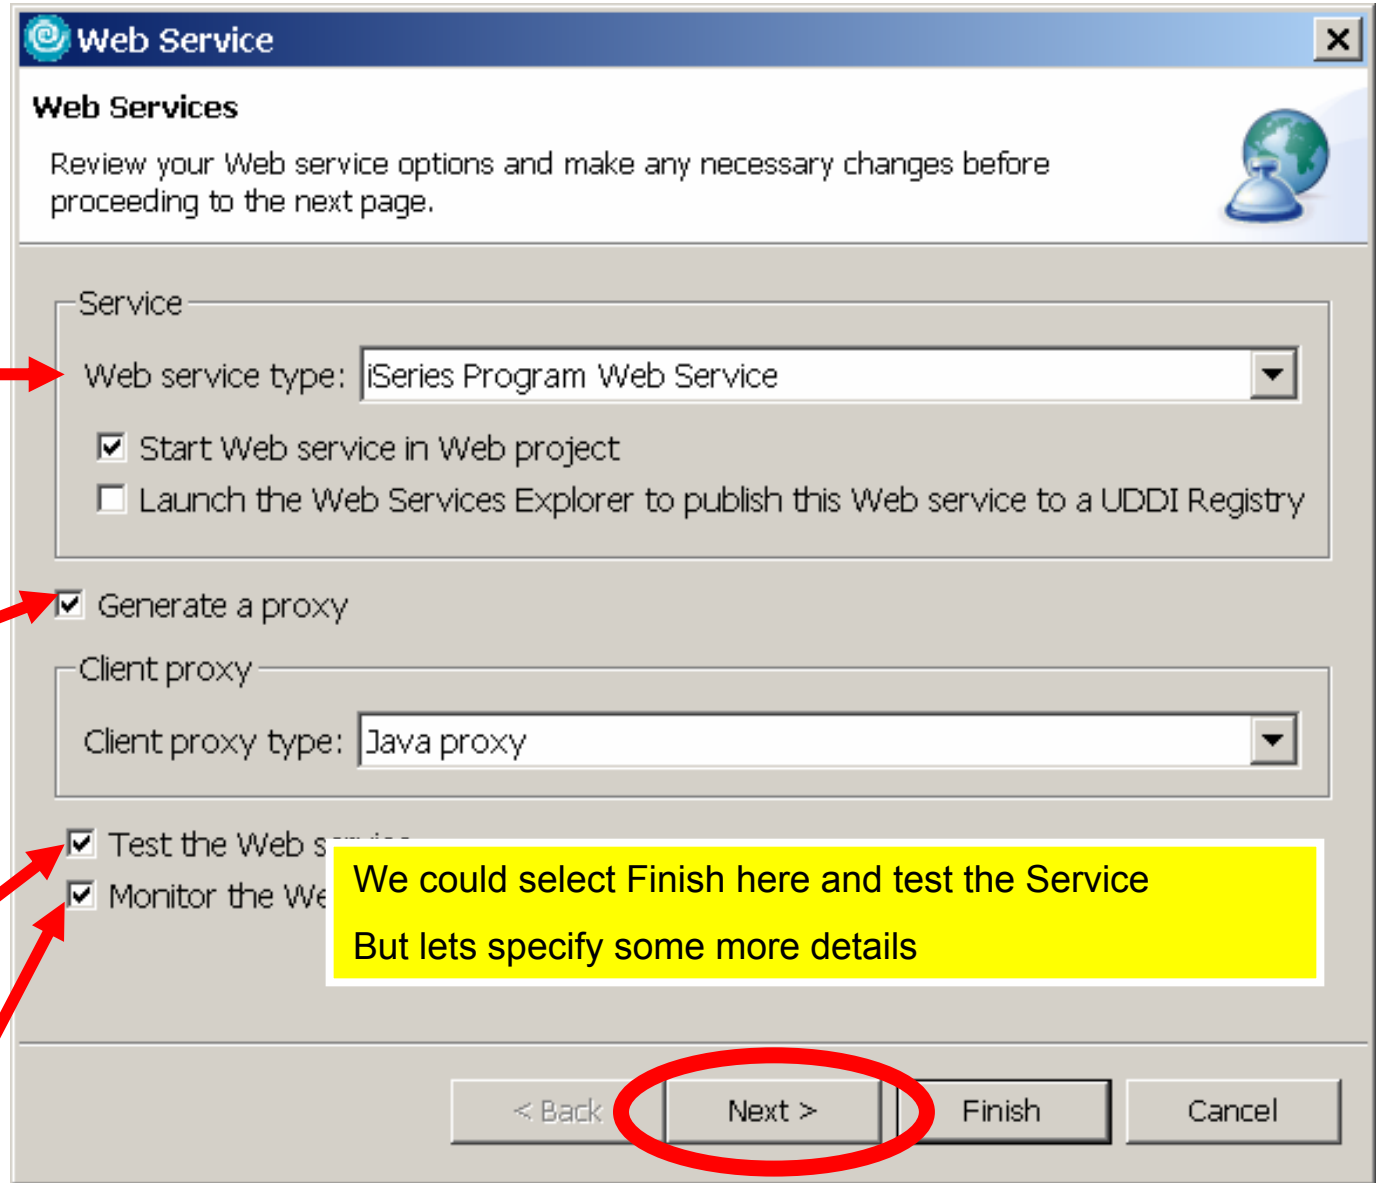 Web Service
Web Services
Review your Web service options and make any necessary changes before
proceeding to the next page.
Service
Web service type: iSeries Program Web Service
Start Web service in Web project
Launch the Web Services Explorer to publish this Web service to a UDDI Registry
Generate a proxy
Client proxy
Client proxy type: Java proxy
Test the Web service
Monitor the We
We could select Finish here and test the Service
But lets specify some more details
< Back
Next >
Finish
Cancel